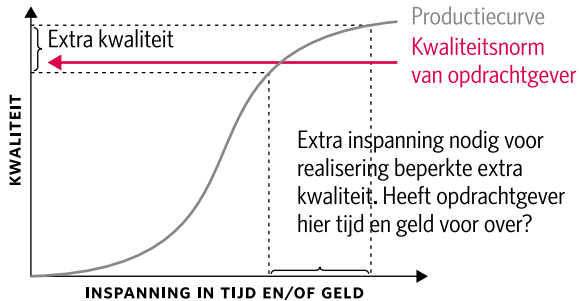 Productiecurve
Extra kwaliteit
Kwaliteitsnorm
van opdrachtgever
KWALITEIT
Extra inspanning nodig voor
realisering beperkte extra
kwaliteit. Heeft opdrachtgever
hier tijd en geld voor over?
INSPANNING IN TIJD EN/OF GELD